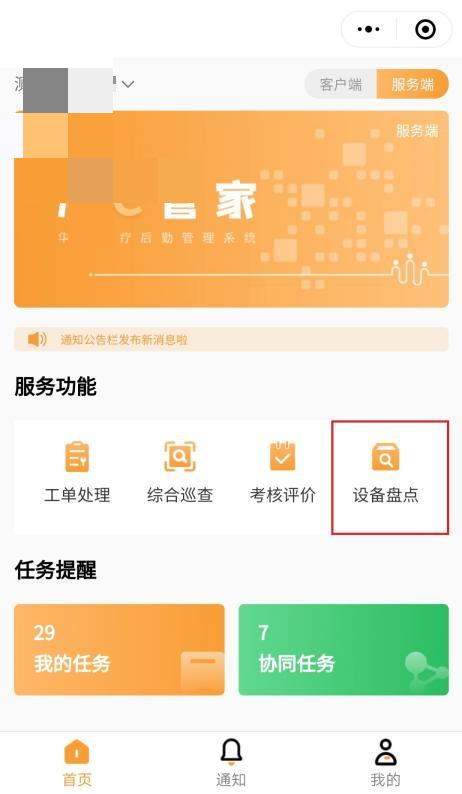 客户端 服务端
服务端
管家
华 疗后勤管理系统
通知公告栏发布新消息啦
服务功能
工单处理 综合巡查 考核评价 设备盘点
任务提醒
29 7
我的任务 协同任务
首页 通知 我的